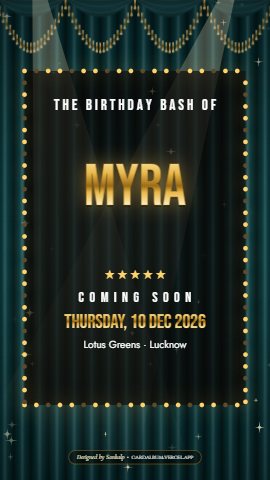 THE BIRTHDAY BASH OF
MYRA
COMING SOON
THURSDAY, 10 DEC 2026
Lotus Greens · Lucknow
Designed by Sankalp • CARDALBUM.VERCEL.APP